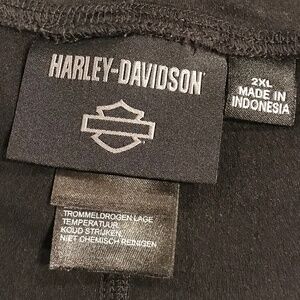 HARLEY-DAVIDSON
2XL
MADE IN
INDONESIA
TROMMELDROGEN LAGE
TEMPERATUUR.
KOUD STRIJKEN.
NIET CHEMISCH REINIGEN